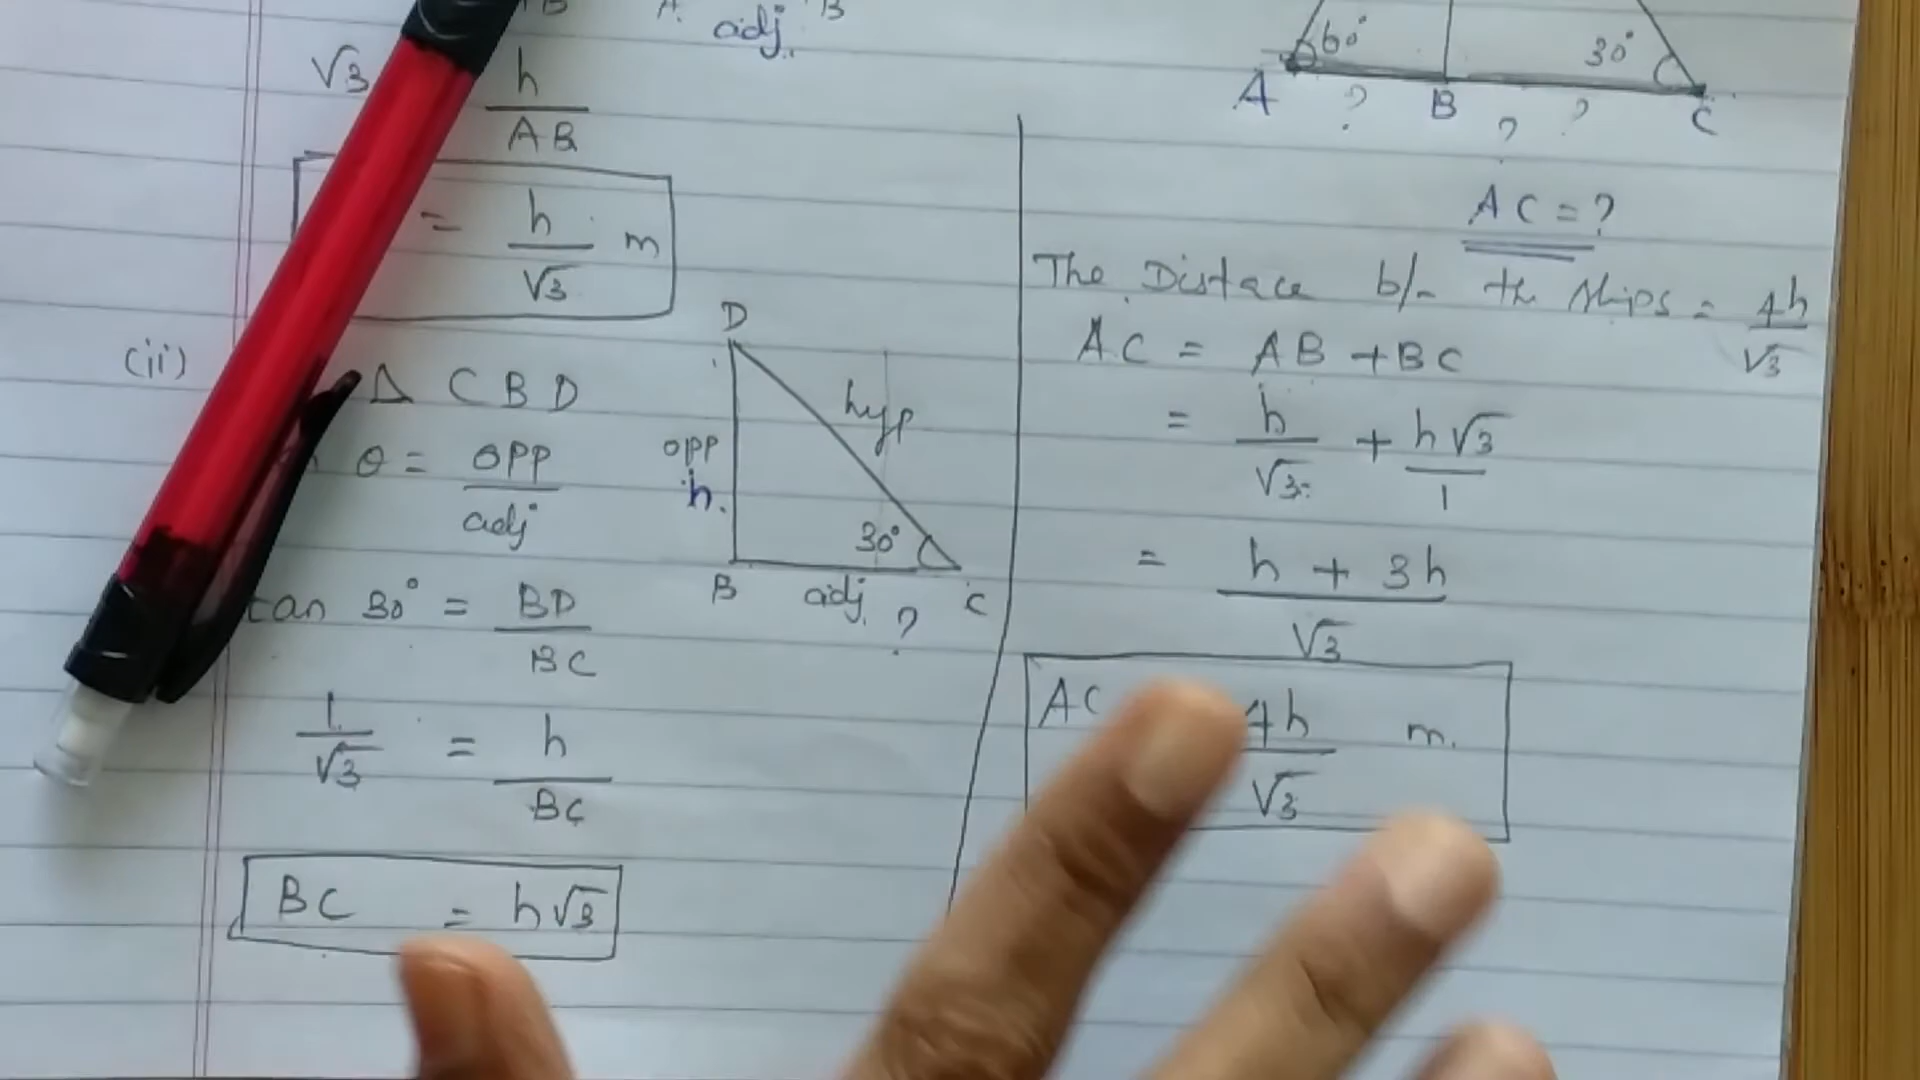 A. B
adj.
√3 h
AB
= h/√3 m
(ii) Δ CBD
θ = opp/adj
tan 30° = BD/BC
1/√3 = h/BC
BC = h√3
D
hyp
opp
h.
30°
B adj. C
?
60° 30°
A ? B ? C
?
AC = ?
The Distace b/- the ships = 4h/√3
AC = AB + BC
= h/√3 + h√3/1
= h + 3h/√3
AC 4h/√3 m.